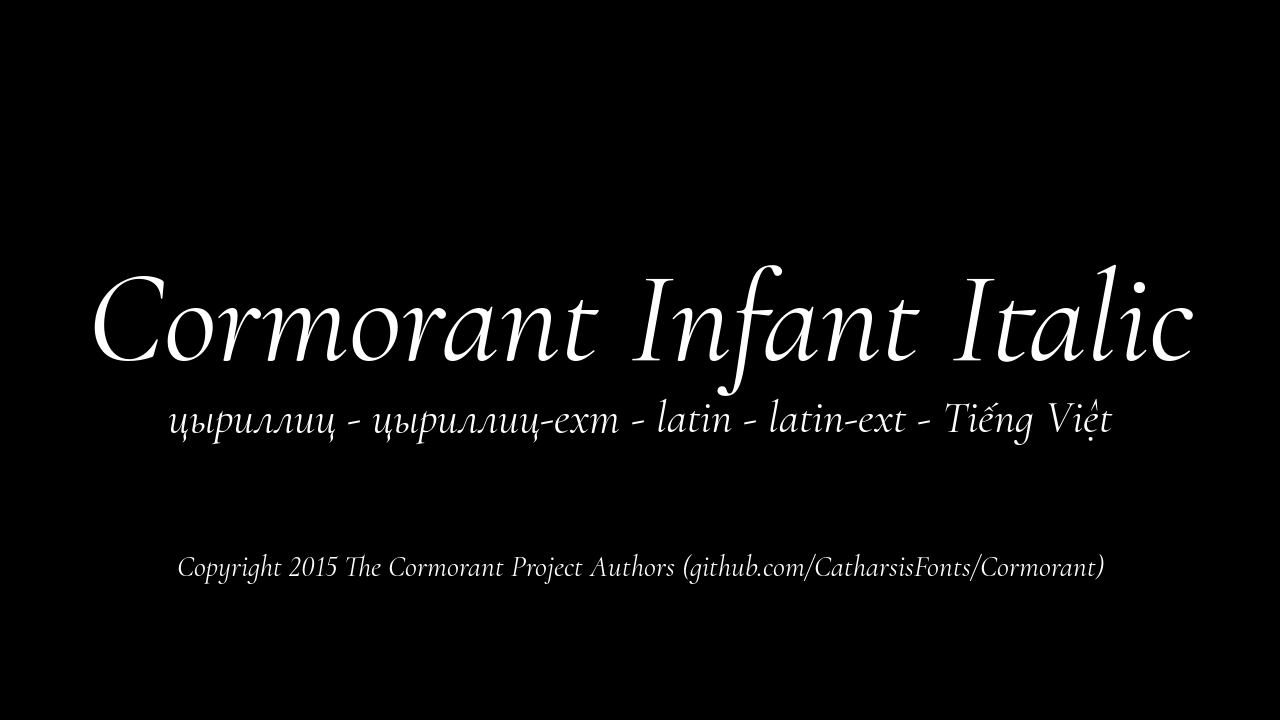 Cormorant Infant Italic
цыриллиц - цыриллиц-ехт - latin - latin-ext - Tiếng Việt
Copyright 2015 The Cormorant Project Authors (github.com/CatharsisFonts/Cormorant)